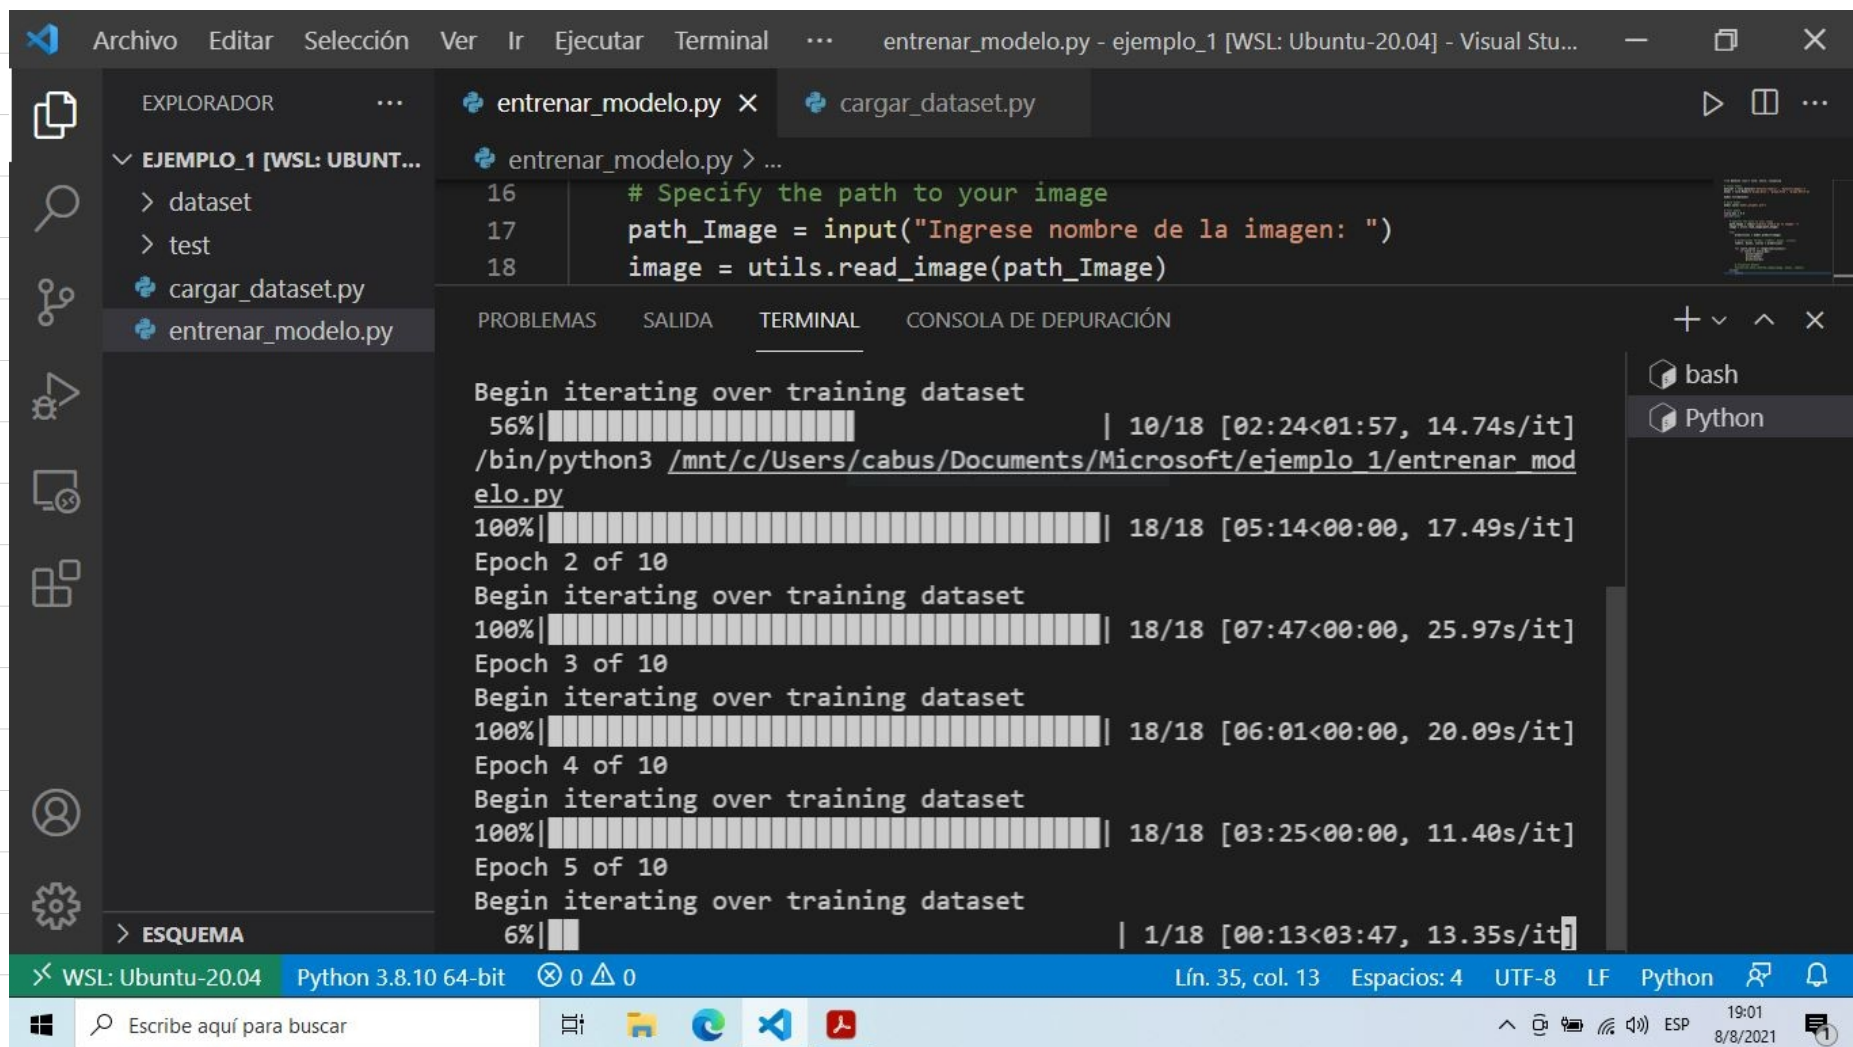 Archivo Editar Selección Ver Ir Ejecutar Terminal ··· entrenar_modelo.py - ejemplo_1 [WSL: Ubuntu-20.04] - Visual Stu...
EXPLORADOR ···
entrenar_modelo.py
cargar_dataset.py
EJEMPLO_1 [WSL: UBUNT...
dataset
test
cargar_dataset.py
entrenar_modelo.py
ESQUEMA
entrenar_modelo.py > ...
16 # Specify the path to your image
17 path_Image = input("Ingrese nombre de la imagen: ")
18 image = utils.read_image(path_Image)
PROBLEMAS SALIDA TERMINAL CONSOLA DE DEPURACIÓN
Begin iterating over training dataset
56%| | 10/18 [02:24<01:57, 14.74s/it]
/bin/python3 /mnt/c/Users/cabus/Documents/Microsoft/ejemplo_1/entrenar_mod
elo.py
100%| | 18/18 [05:14<00:00, 17.49s/it]
Epoch 2 of 10
Begin iterating over training dataset
100%| | 18/18 [07:47<00:00, 25.97s/it]
Epoch 3 of 10
Begin iterating over training dataset
100%| | 18/18 [06:01<00:00, 20.09s/it]
Epoch 4 of 10
Begin iterating over training dataset
100%| | 18/18 [03:25<00:00, 11.40s/it]
Epoch 5 of 10
Begin iterating over training dataset
6%| | 1/18 [00:13<03:47, 13.35s/it]
bash
Python
WSL: Ubuntu-20.04 Python 3.8.10 64-bit 0 0 Lín. 35, col. 13 Espacios: 4 UTF-8 LF Python
Escribe aquí para buscar
ESP
19:01
8/8/2021
1